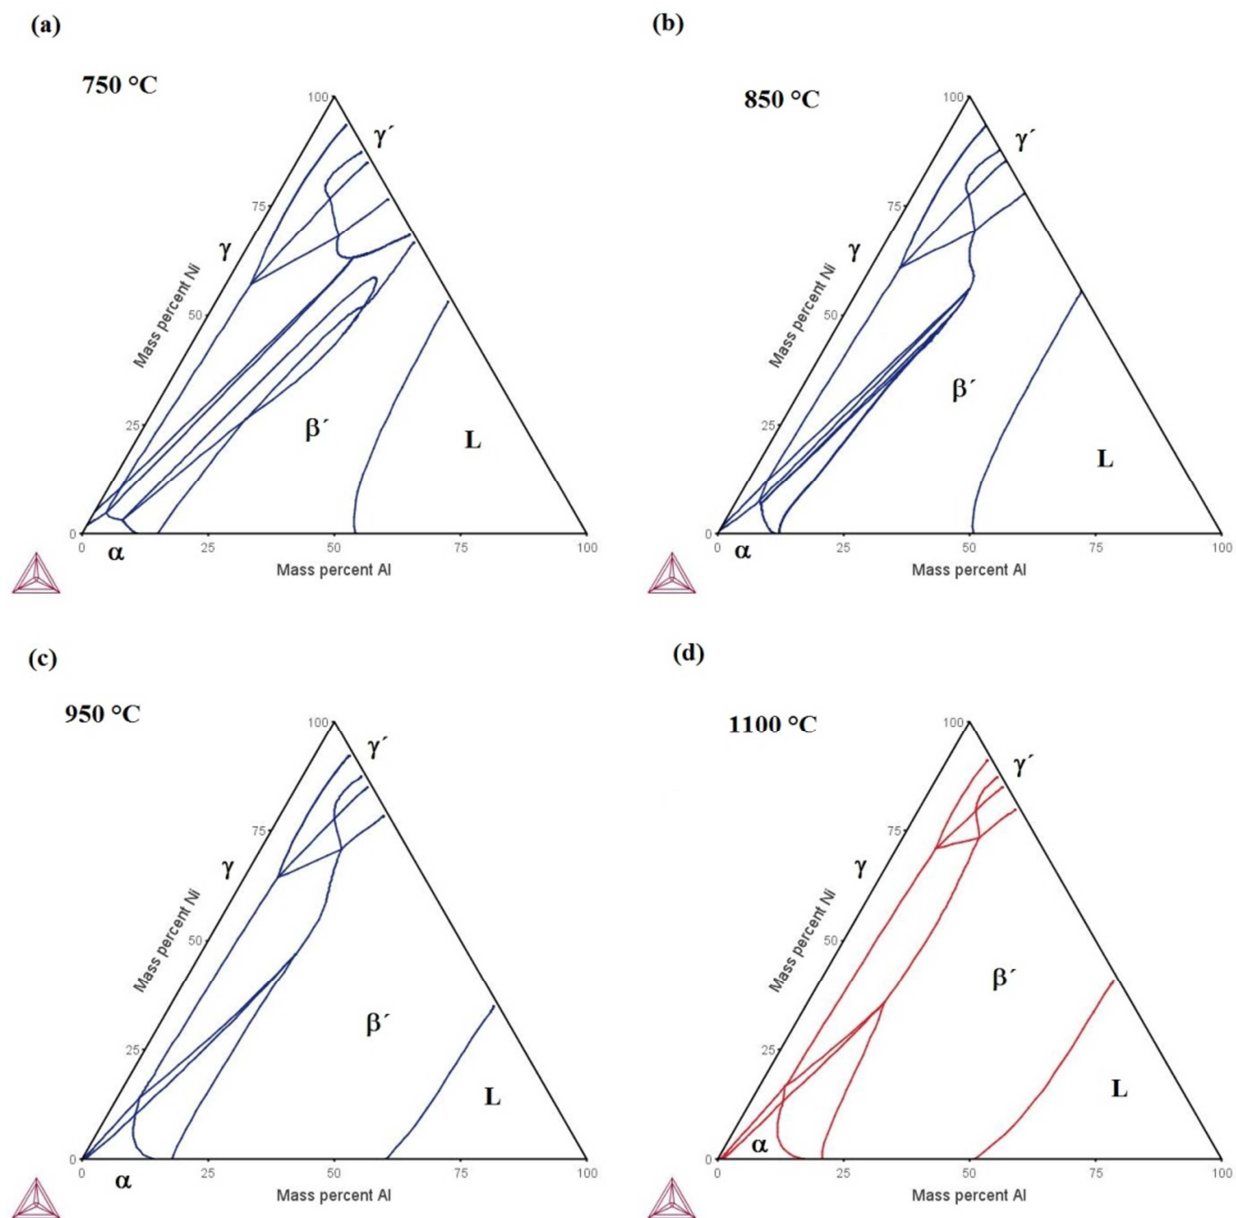 (a)
750 °C
100
γ´
75
γ
Mass percent Ni
50
25
β´
L
0
0
25
50
75
100
α
Mass percent Al
(b)
850 °C
100
γ´
75
γ
Mass percent Ni
50
β´
25
L
0
0
25
50
75
100
α
Mass percent Al
(c)
950 °C
100
γ´
75
γ
Mass percent Ni
50
β´
25
L
0
0
25
50
75
100
α
Mass percent Al
(d)
1100 °C
100
γ´
75
γ
Mass percent Ni
50
β´
25
L
α
0
0
25
50
75
100
Mass percent Al